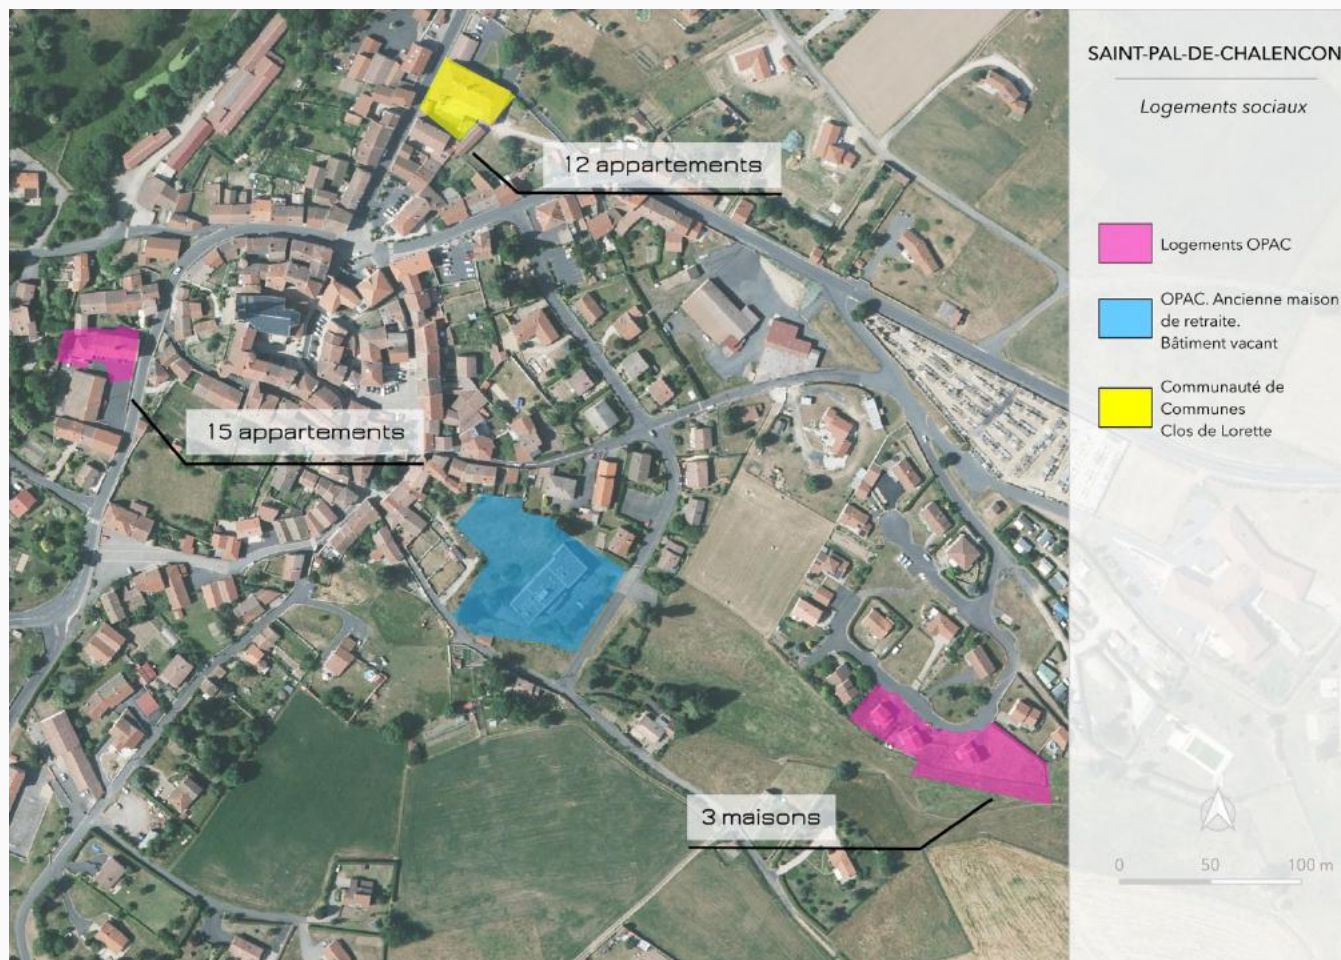 SAINT-PAL-DE-CHALENCON
Logements sociaux
12 appartements
Logements OPAC
OPAC. Ancienne maison
de retraite.
Bâtiment vacant
Communauté de
Communes
Clos de Lorette
15 appartements
3 maisons
0 50 100 m